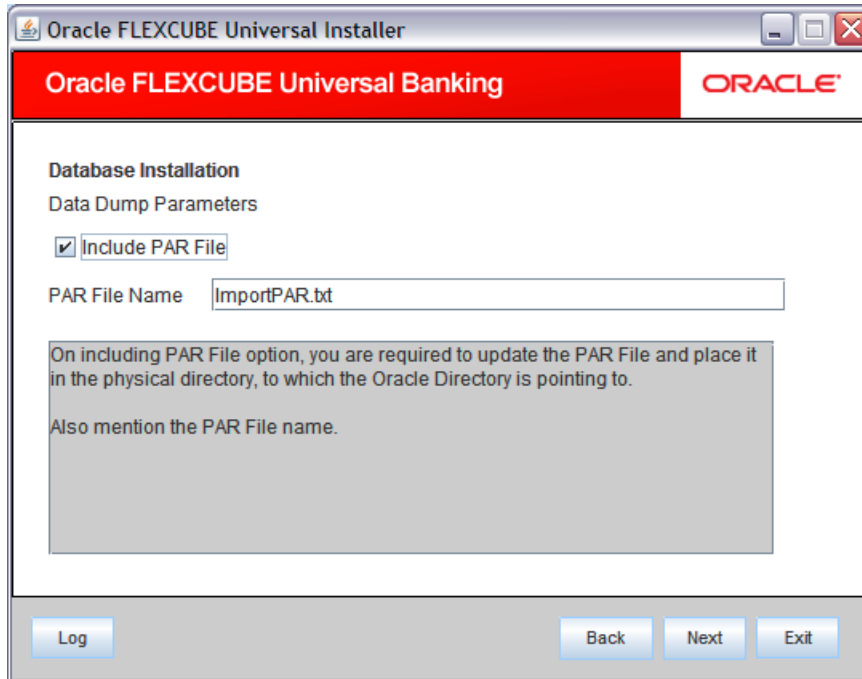 Oracle FLEXCUBE Universal Installer
Oracle FLEXCUBE Universal Banking
ORACLE
Database Installation
Data Dump Parameters
Include PAR File
PAR File Name ImportPAR.txt
On including PAR File option, you are required to update the PAR File and place it
in the physical directory, to which the Oracle Directory is pointing to.
Also mention the PAR File name.
Log Back Next Exit